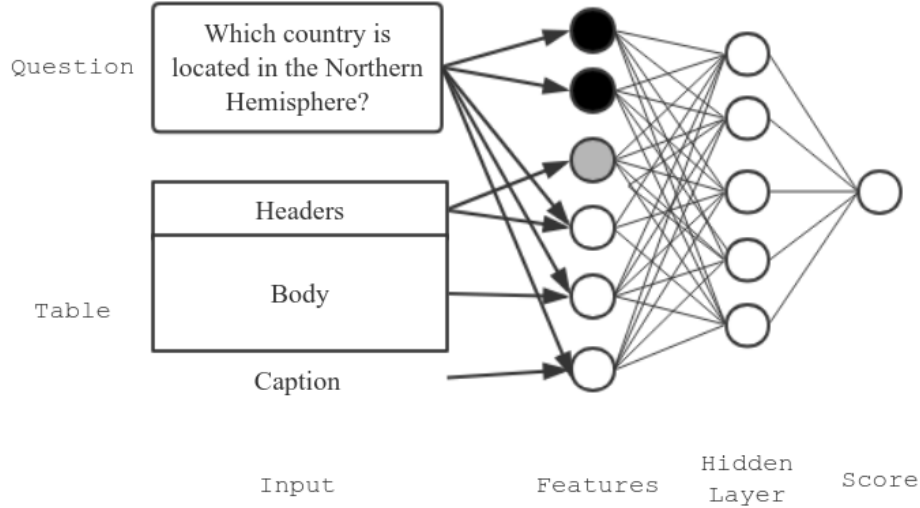 Question
Which country is
located in the Northern
Hemisphere?
Headers
Table
Body
Caption
Input
Features
Hidden
Layer
Score